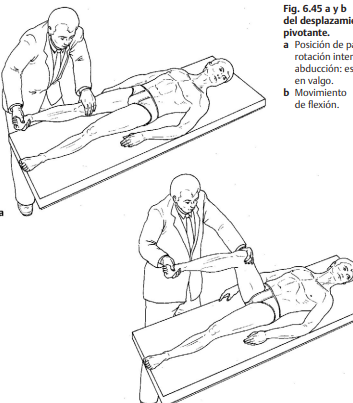 Fig. 6.45 a y b
del desplazamie
pivotante.
a Posición de pa
rotación inter
abducción: es
en valgo.
b Movimiento
de flexión.
a